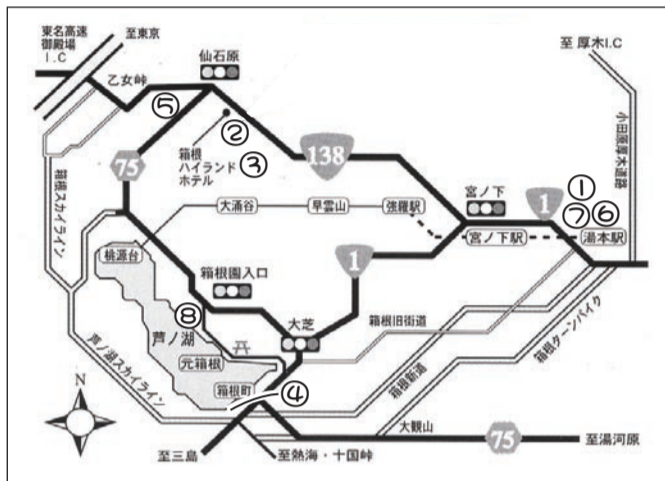 東名高速
御殿場
I.C
至東京
仙石原
至 厚木I.C
乙女峠
⑤
②
箱根
ハイランド
ホテル
③
138
75
小田原厚木道路
箱根スカイライン
大涌谷
早雲山
強羅駅
宮ノ下
1
①
⑦
⑥
宮ノ下駅
湯本駅
桃源台
箱根園入口
1
⑧
芦ノ湖
大芝
箱根旧街道
元箱根
箱根町
④
芦ノ湖スカイライン
箱根新道
箱根ターンパイク
N
大観山
75
至湯河原
至三島
至熱海・十国峠